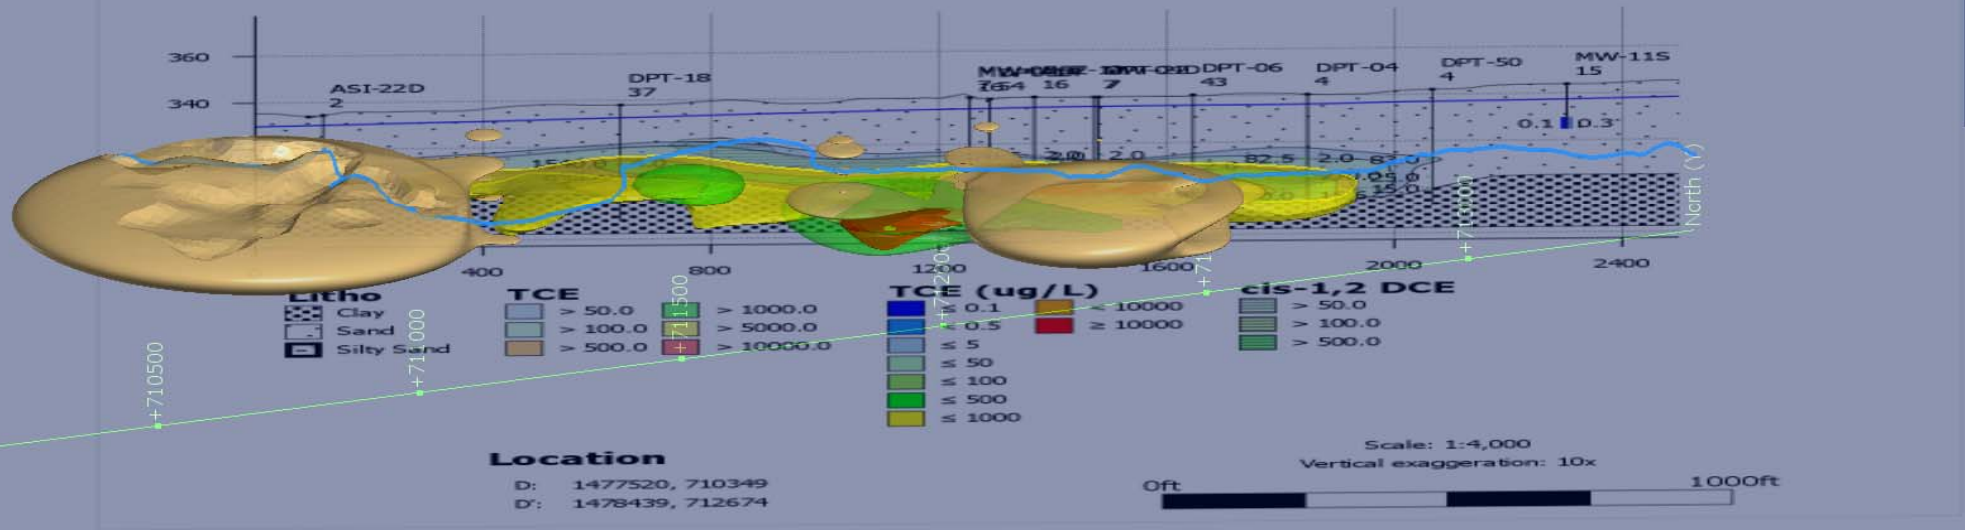 360
340
ASI-22D
2
DPT-18
37
16
DPT-06
43
DPT-04
4
DPT-50
4
MW-11S
15
0.1
0.3
2.0
82.5
2.0
400
800
1200
1600
2000
2400
North (Y)
+710500
+711000
+711500
+713000
Litho
Clay
Sand
Silty Sand
TCE
> 50.0
> 100.0
> 500.0
> 1000.0
> 5000.0
> 10000.0
TCE (ug/L)
≤ 0.1
≤ 0.5
≤ 5
≤ 50
≤ 100
≤ 500
≤ 1000
≤ 10000
≥ 10000
cis-1,2 DCE
> 50.0
> 100.0
> 500.0
Location
D: 1477520, 710349
D': 1478439, 712674
Scale: 1:4,000
Vertical exaggeration: 10x
0ft
1000ft